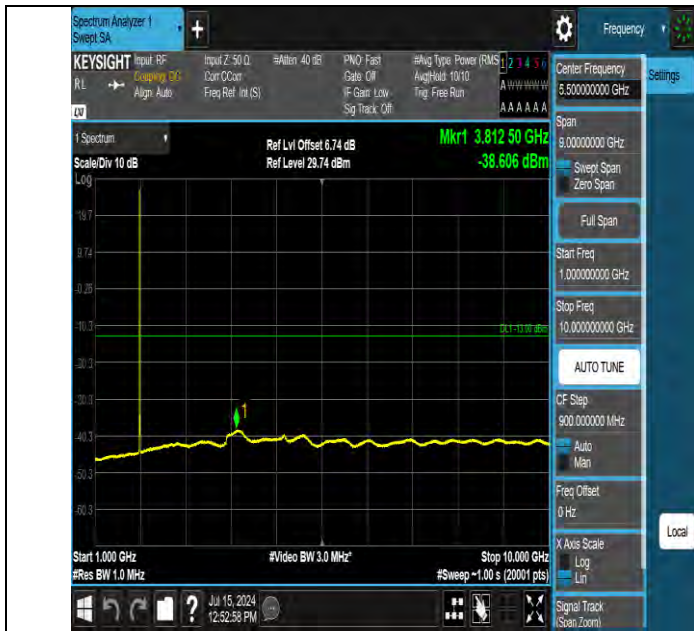 Spectrum Analyzer 1
Swept SA
+
Frequency
KEYSIGHT
RL
LXI
Input: RF
Coupling: DC
Align: Auto
Input Z: 50 Ω
Corr CCorr
Freq Ref: Int (S)
#Atten: 40 dB
PNO: Fast
Gate: Off
IF Gain: Low
Sig Track: Off
#Avg Type: Power (RMS
Avg|Hold: 10/10
Trig: Free Run
1 2 3 4 5 6
A W W W W W
A A A A A A
Center Frequency
5.500000000 GHz
Settings
1 Spectrum
Scale/Div 10 dB
Log
Ref Lvl Offset 6.74 dB
Ref Level 29.74 dBm
Mkr1 3.812 50 GHz
-38.606 dBm
Span
9.00000000 GHz
Swept Span
Zero Span
Full Span
Start Freq
1.000000000 GHz
Stop Freq
10.000000000 GHz
AUTO TUNE
CF Step
900.000000 MHz
Auto
Man
Freq Offset
0 Hz
X Axis Scale
Log
Lin
Signal Track
(Span Zoom)
Local
19.7
9.74
-0.26
-10.3
-20.3
-30.3
-40.3
-50.3
-60.3
DL1 -13.00 dBm
1
Start 1.000 GHz
#Res BW 1.0 MHz
#Video BW 3.0 MHz*
Stop 10.000 GHz
#Sweep ~1.00 s (20001 pts)
?
Jul 15, 2024
12:52:58 PM